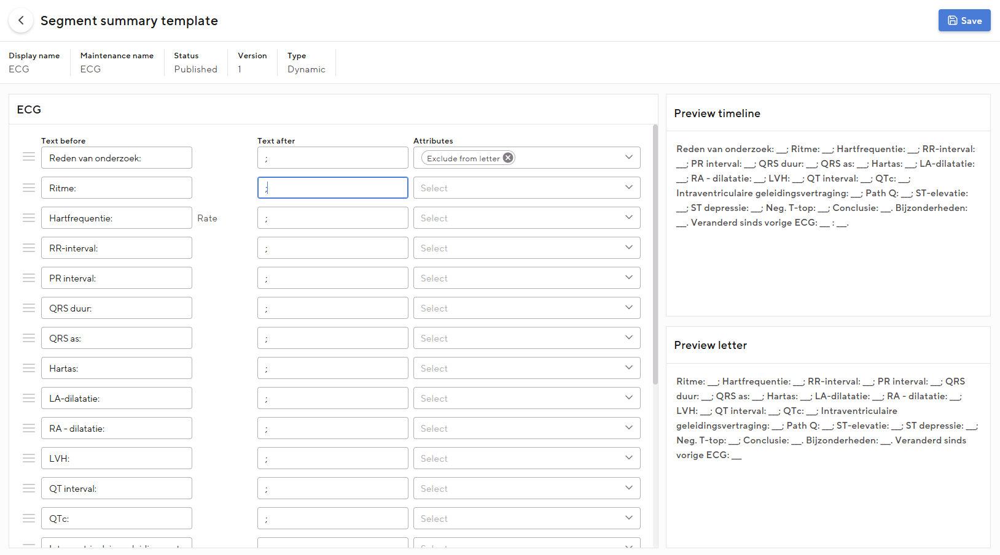 Segment summary template
Save
Display name
ECG
Maintenance name
ECG
Status
Published
Version
1
Type
Dynamic
ECG
Text before
Text after
Attributes
Reden van onderzoek:
;
Exclude from letter
Ritme:
;
Select
Hartfrequentie:
Rate
;
Select
RR-interval:
;
Select
PR interval:
;
Select
QRS duur:
;
Select
QRS as:
;
Select
Hartas:
;
Select
LA-dilatatie:
;
Select
RA - dilatatie:
;
Select
LVH:
;
Select
QT interval:
;
Select
QTc:
;
Select
Preview timeline
Reden van onderzoek: __; Ritme: __; Hartfrequentie: __; RR-interval:
__; PR interval: __; QRS duur: __; QRS as: __; Hartas: __; LA-dilatatie:
__; RA - dilatatie: __; LVH: __; QT interval: __; QTc: __;
Intraventriculaire geleidingsvertraging: __; Path Q: __; ST-elevatie:
__; ST depressie: __; Neg. T-top: __; Conclusie: __. Bijzonderheden:
__. Veranderd sinds vorige ECG: __ : __.
Preview letter
Ritme: __; Hartfrequentie: __; RR-interval: __; PR interval: __; QRS
duur: __; QRS as: __; Hartas: __; LA-dilatatie: __; RA - dilatatie: __;
LVH: __; QT interval: __; QTc: __; Intraventriculaire
geleidingsvertraging: __; Path Q: __; ST-elevatie: __; ST depressie: __;
Neg. T-top: __; Conclusie: __. Bijzonderheden: __. Veranderd sinds
vorige ECG: __